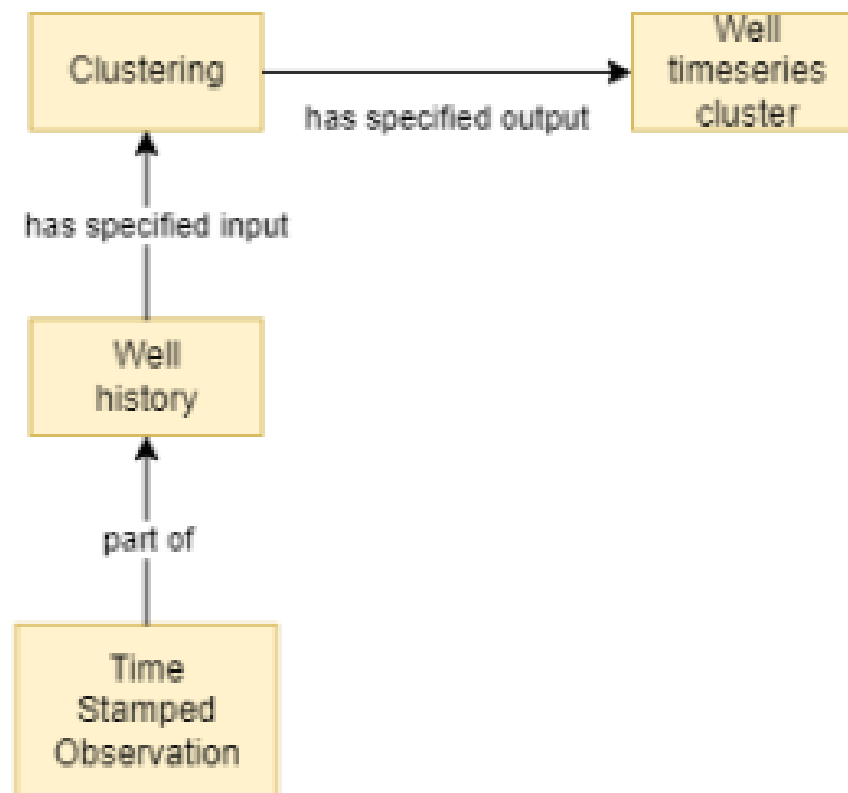 Clustering
has specified output
Well
timeseries
cluster
has specified input
Well
history
part of
Time
Stamped
Observation